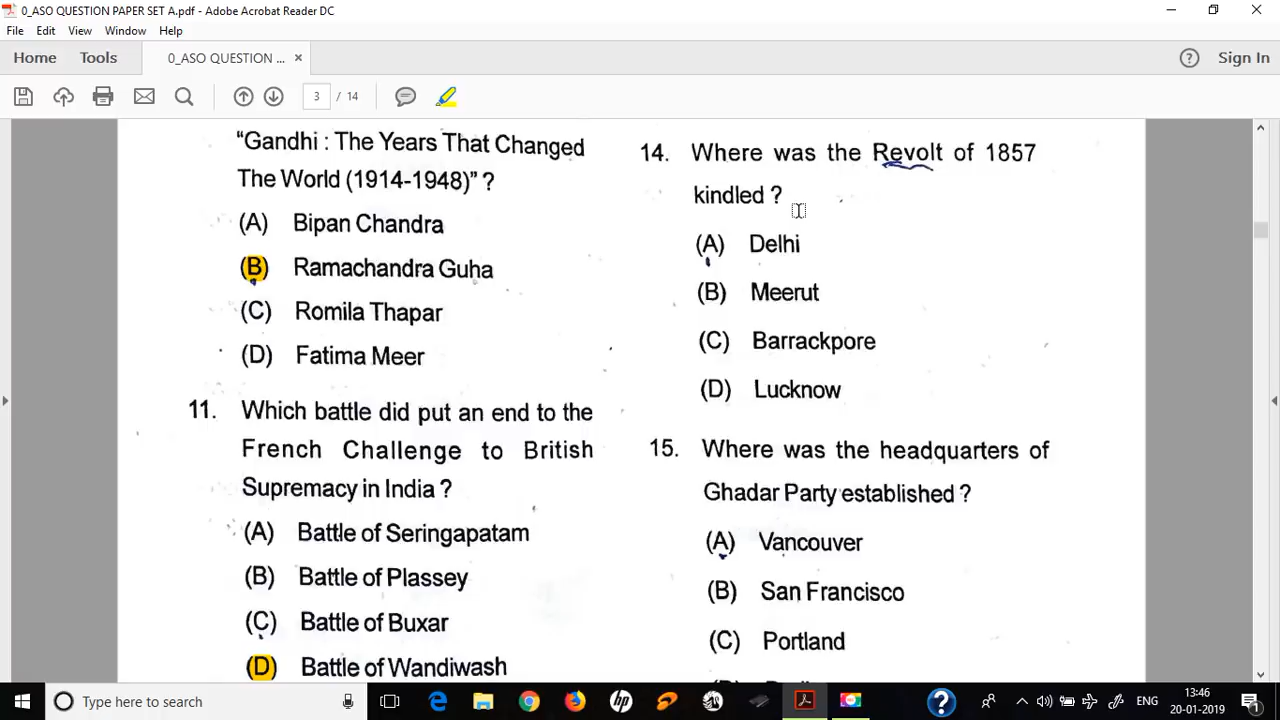 0_ASO QUESTION PAPER SET A.pdf - Adobe Acrobat Reader DC
File Edit View Window Help
Home Tools 0_ASO QUESTION ... × Sign In
3 / 14
"Gandhi : The Years That Changed
The World (1914-1948)" ?
(A) Bipan Chandra
(B) Ramachandra Guha
(C) Romila Thapar
(D) Fatima Meer
11. Which battle did put an end to the
French Challenge to British
Supremacy in India ?
(A) Battle of Seringapatam
(B) Battle of Plassey
(C) Battle of Buxar
(D) Battle of Wandiwash
14. Where was the Revolt of 1857
kindled ?
(A) Delhi
(B) Meerut
(C) Barrackpore
(D) Lucknow
15. Where was the headquarters of
Ghadar Party established ?
(A) Vancouver
(B) San Francisco
(C) Portland
Type here to search
ENG
13:46
20-01-2019